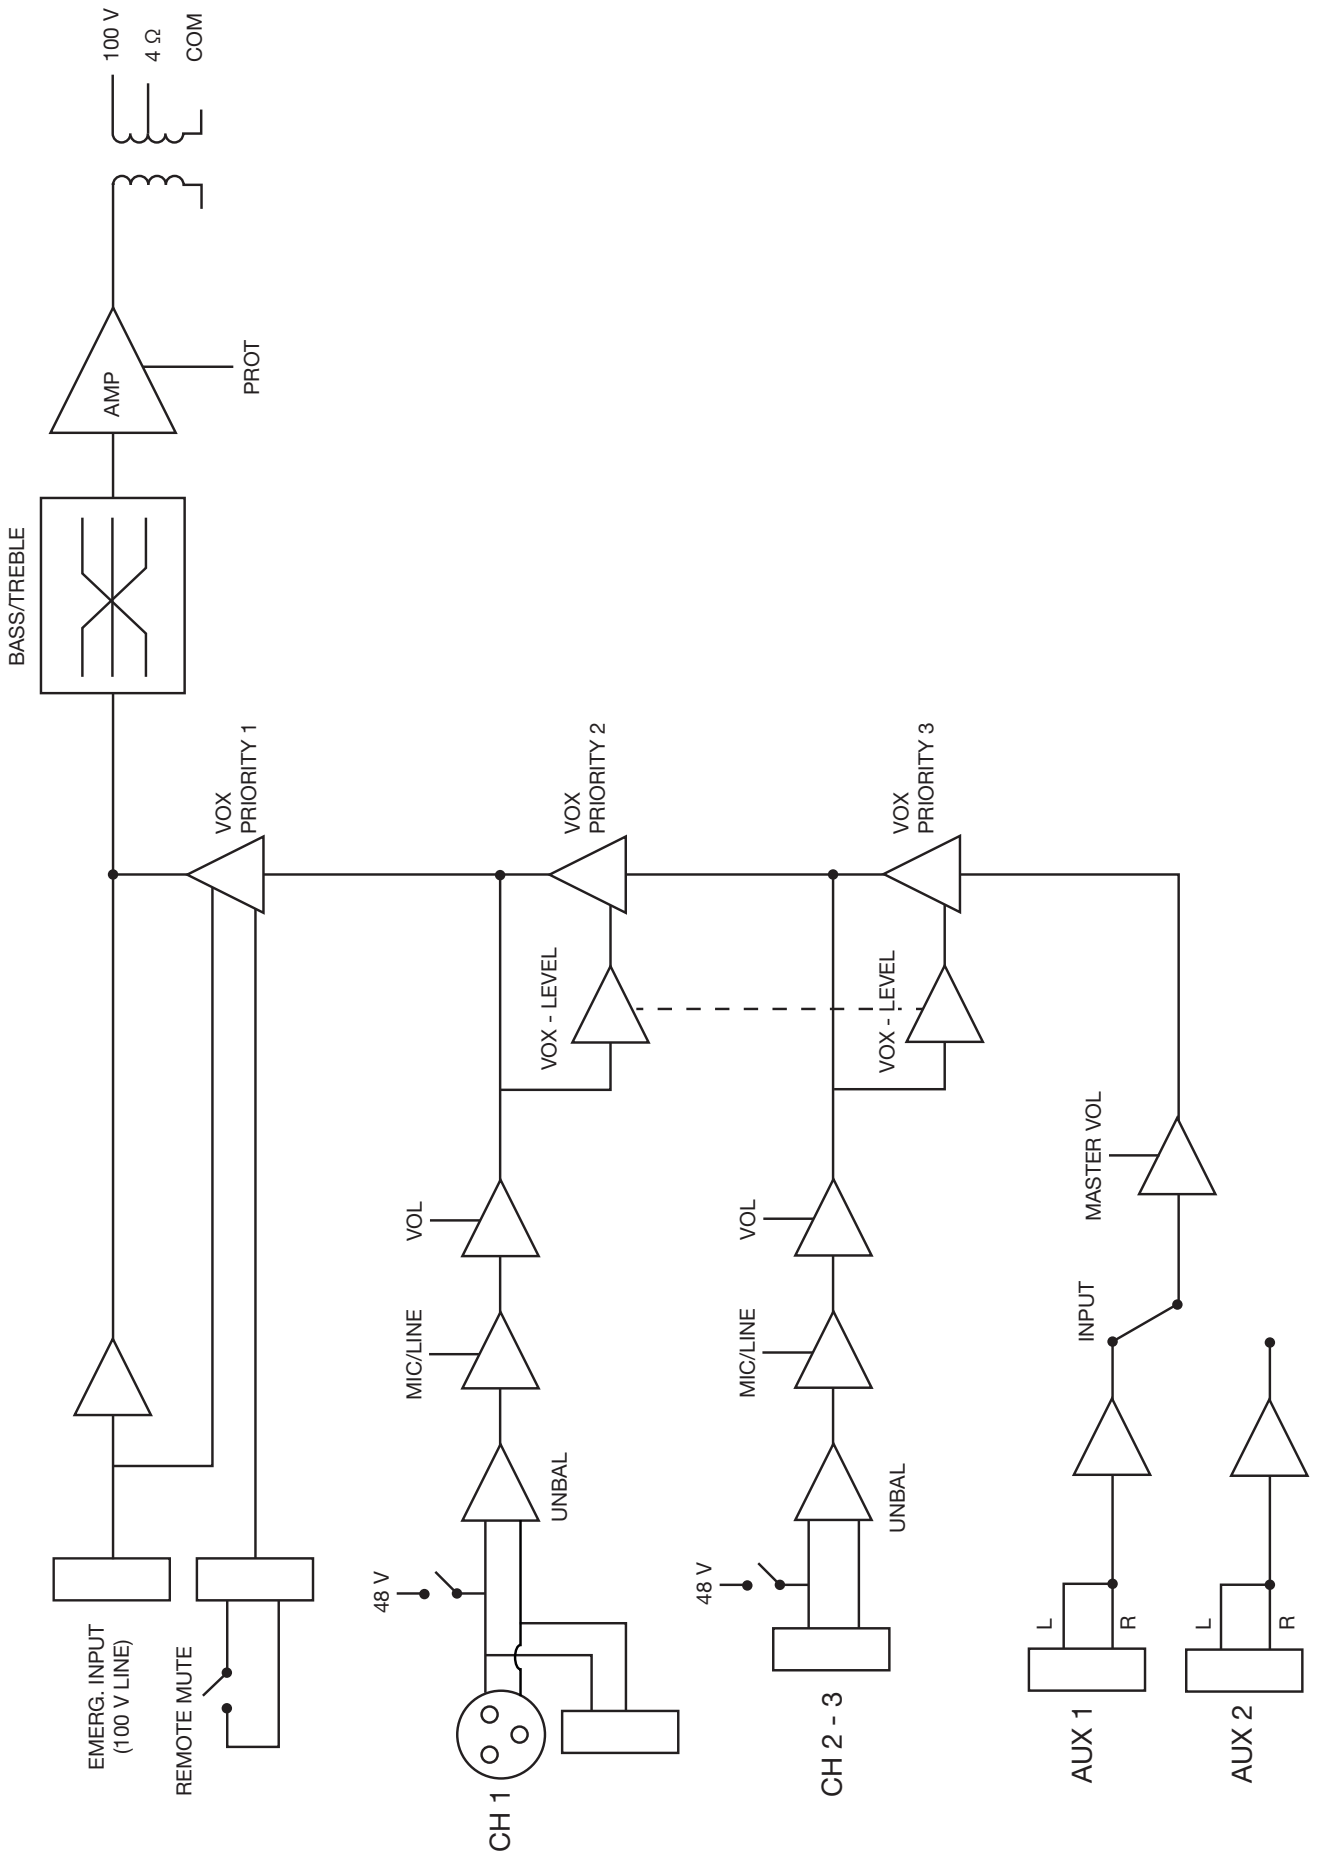 EMERG. INPUT
(100 V LINE)
REMOTE MUTE
BASS/TREBLE
AMP
PROT
100 V
4 Ω
COM
VOX
PRIORITY 1
CH 1
48 V
UNBAL
MIC/LINE
VOL
VOX - LEVEL
VOX
PRIORITY 2
CH 2 - 3
48 V
UNBAL
MIC/LINE
VOL
VOX - LEVEL
VOX
PRIORITY 3
AUX 1
L
R
INPUT
MASTER VOL
AUX 2
L
R